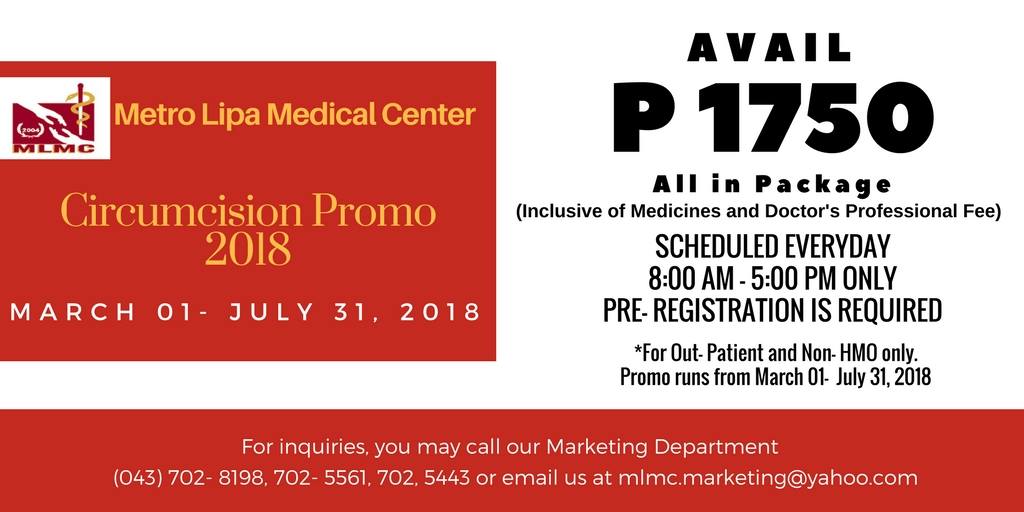 2004
MLMC
Metro Lipa Medical Center
Circumcision Promo
2018
MARCH 01- JULY 31, 2018
AVAIL
P 1750
All in Package
(Inclusive of Medicines and Doctor's Professional Fee)
SCHEDULED EVERYDAY
8:00 AM - 5:00 PM ONLY
PRE- REGISTRATION IS REQUIRED
*For Out- Patient and Non- HMO only.
Promo runs from March 01- July 31, 2018
For inquiries, you may call our Marketing Department
(043) 702- 8198, 702- 5561, 702, 5443 or email us at mlmc.marketing@yahoo.com